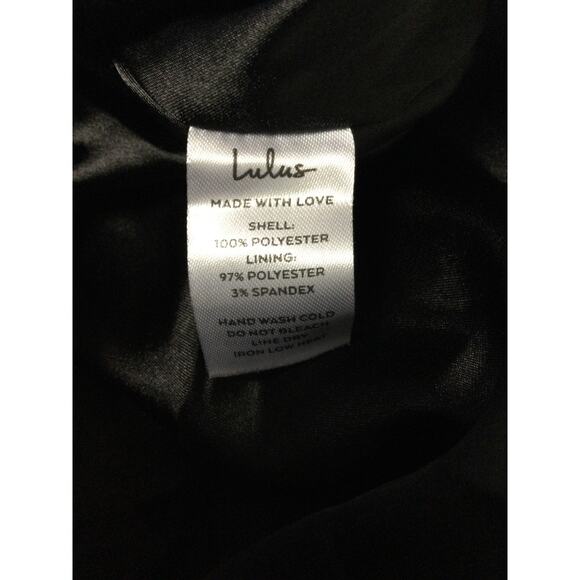 Lulus
MADE WITH LOVE
SHELL:
100% POLYESTER
LINING:
97% POLYESTER
3% SPANDEX
HAND WASH COLD
DO NOT BLEACH
LINE DRY
IRON LOW HEAT